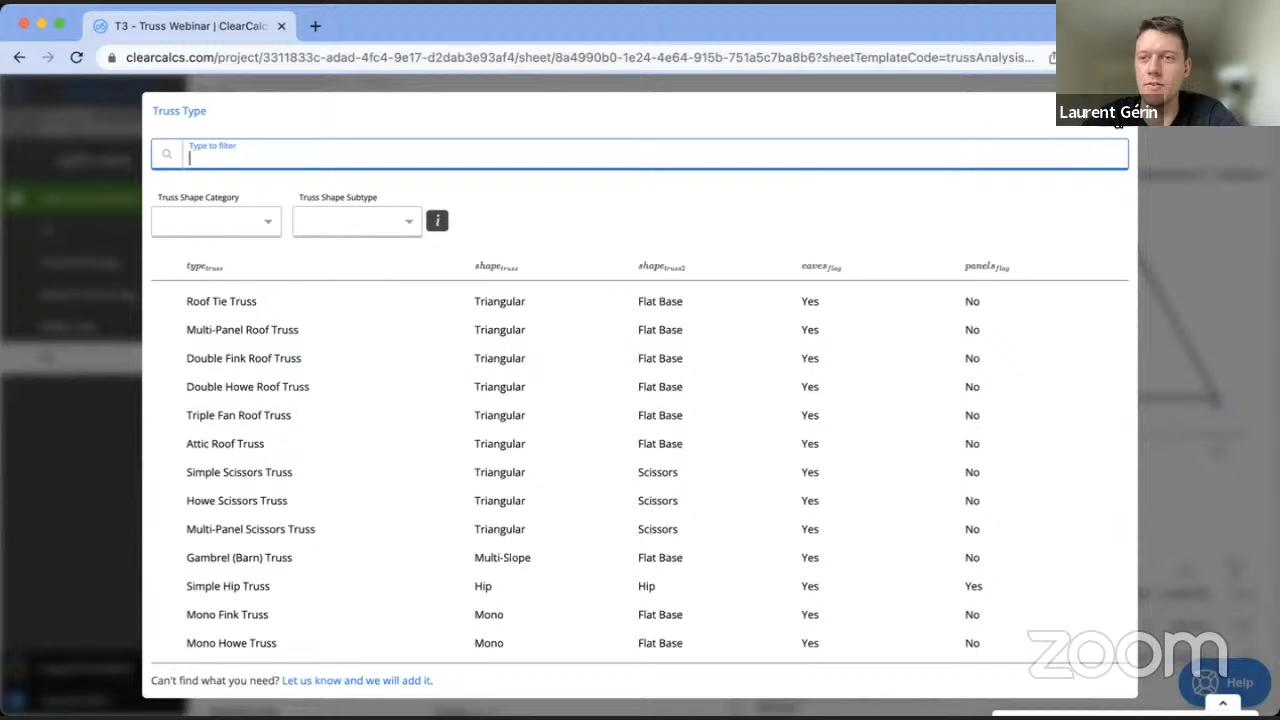 T3 - Truss Webinar | ClearCalc
clearcalcs.com/project/3311833c-adad-4fc4-9e17-d2dab3e93af4/sheet/8a4990b0-1e24-4e64-915b-751a5c7ba8b6?sheetTemplateCode=trussAnalysis...
Laurent Gérin
Truss Type
Type to filter
Truss Shape Category Truss Shape Subtype
i
type_truss shape_truss shape_truss2 eaves_flag panels_flag
Roof Tie Truss Triangular Flat Base Yes No
Multi-Panel Roof Truss Triangular Flat Base Yes No
Double Fink Roof Truss Triangular Flat Base Yes No
Double Howe Roof Truss Triangular Flat Base Yes No
Triple Fan Roof Truss Triangular Flat Base Yes No
Attic Roof Truss Triangular Flat Base Yes No
Simple Scissors Truss Triangular Scissors Yes No
Howe Scissors Truss Triangular Scissors Yes No
Multi-Panel Scissors Truss Triangular Scissors Yes No
Gambrel (Barn) Truss Multi-Slope Flat Base Yes No
Simple Hip Truss Hip Hip Yes Yes
Mono Fink Truss Mono Flat Base Yes No
Mono Howe Truss Mono Flat Base Yes No
Can't find what you need? Let us know and we will add it.
zoom
Help